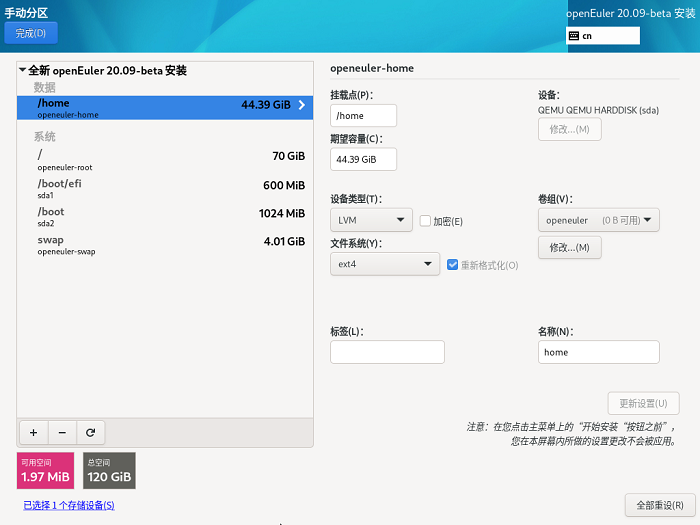 手动分区
openEuler 20.09-beta 安装
完成(D)
cn
全新 openEuler 20.09-beta 安装
数据
/home 44.39 GiB
openeuler-home
系统
/ 70 GiB
openeuler-root
/boot/efi 600 MiB
sda1
/boot 1024 MiB
sda2
swap 4.01 GiB
openeuler-swap
可用空间
1.97 MiB
总空间
120 GiB
已选择 1 个存储设备(S)
openeuler-home
挂载点(P):
/home
期望容量(C):
44.39 GiB
设备:
QEMU QEMU HARDDISK (sda)
修改...(M)
设备类型(T):
LVM
加密(E)
卷组(V):
openeuler (0 B 可用)
修改...(M)
文件系统(Y):
ext4
重新格式化(O)
标签(L):
名称(N):
home
更新设置(U)
注意：在您点击主菜单上的“开始安装“按钮之前”，
您在本屏幕内所做的设置更改不会被应用。
全部重设(R)